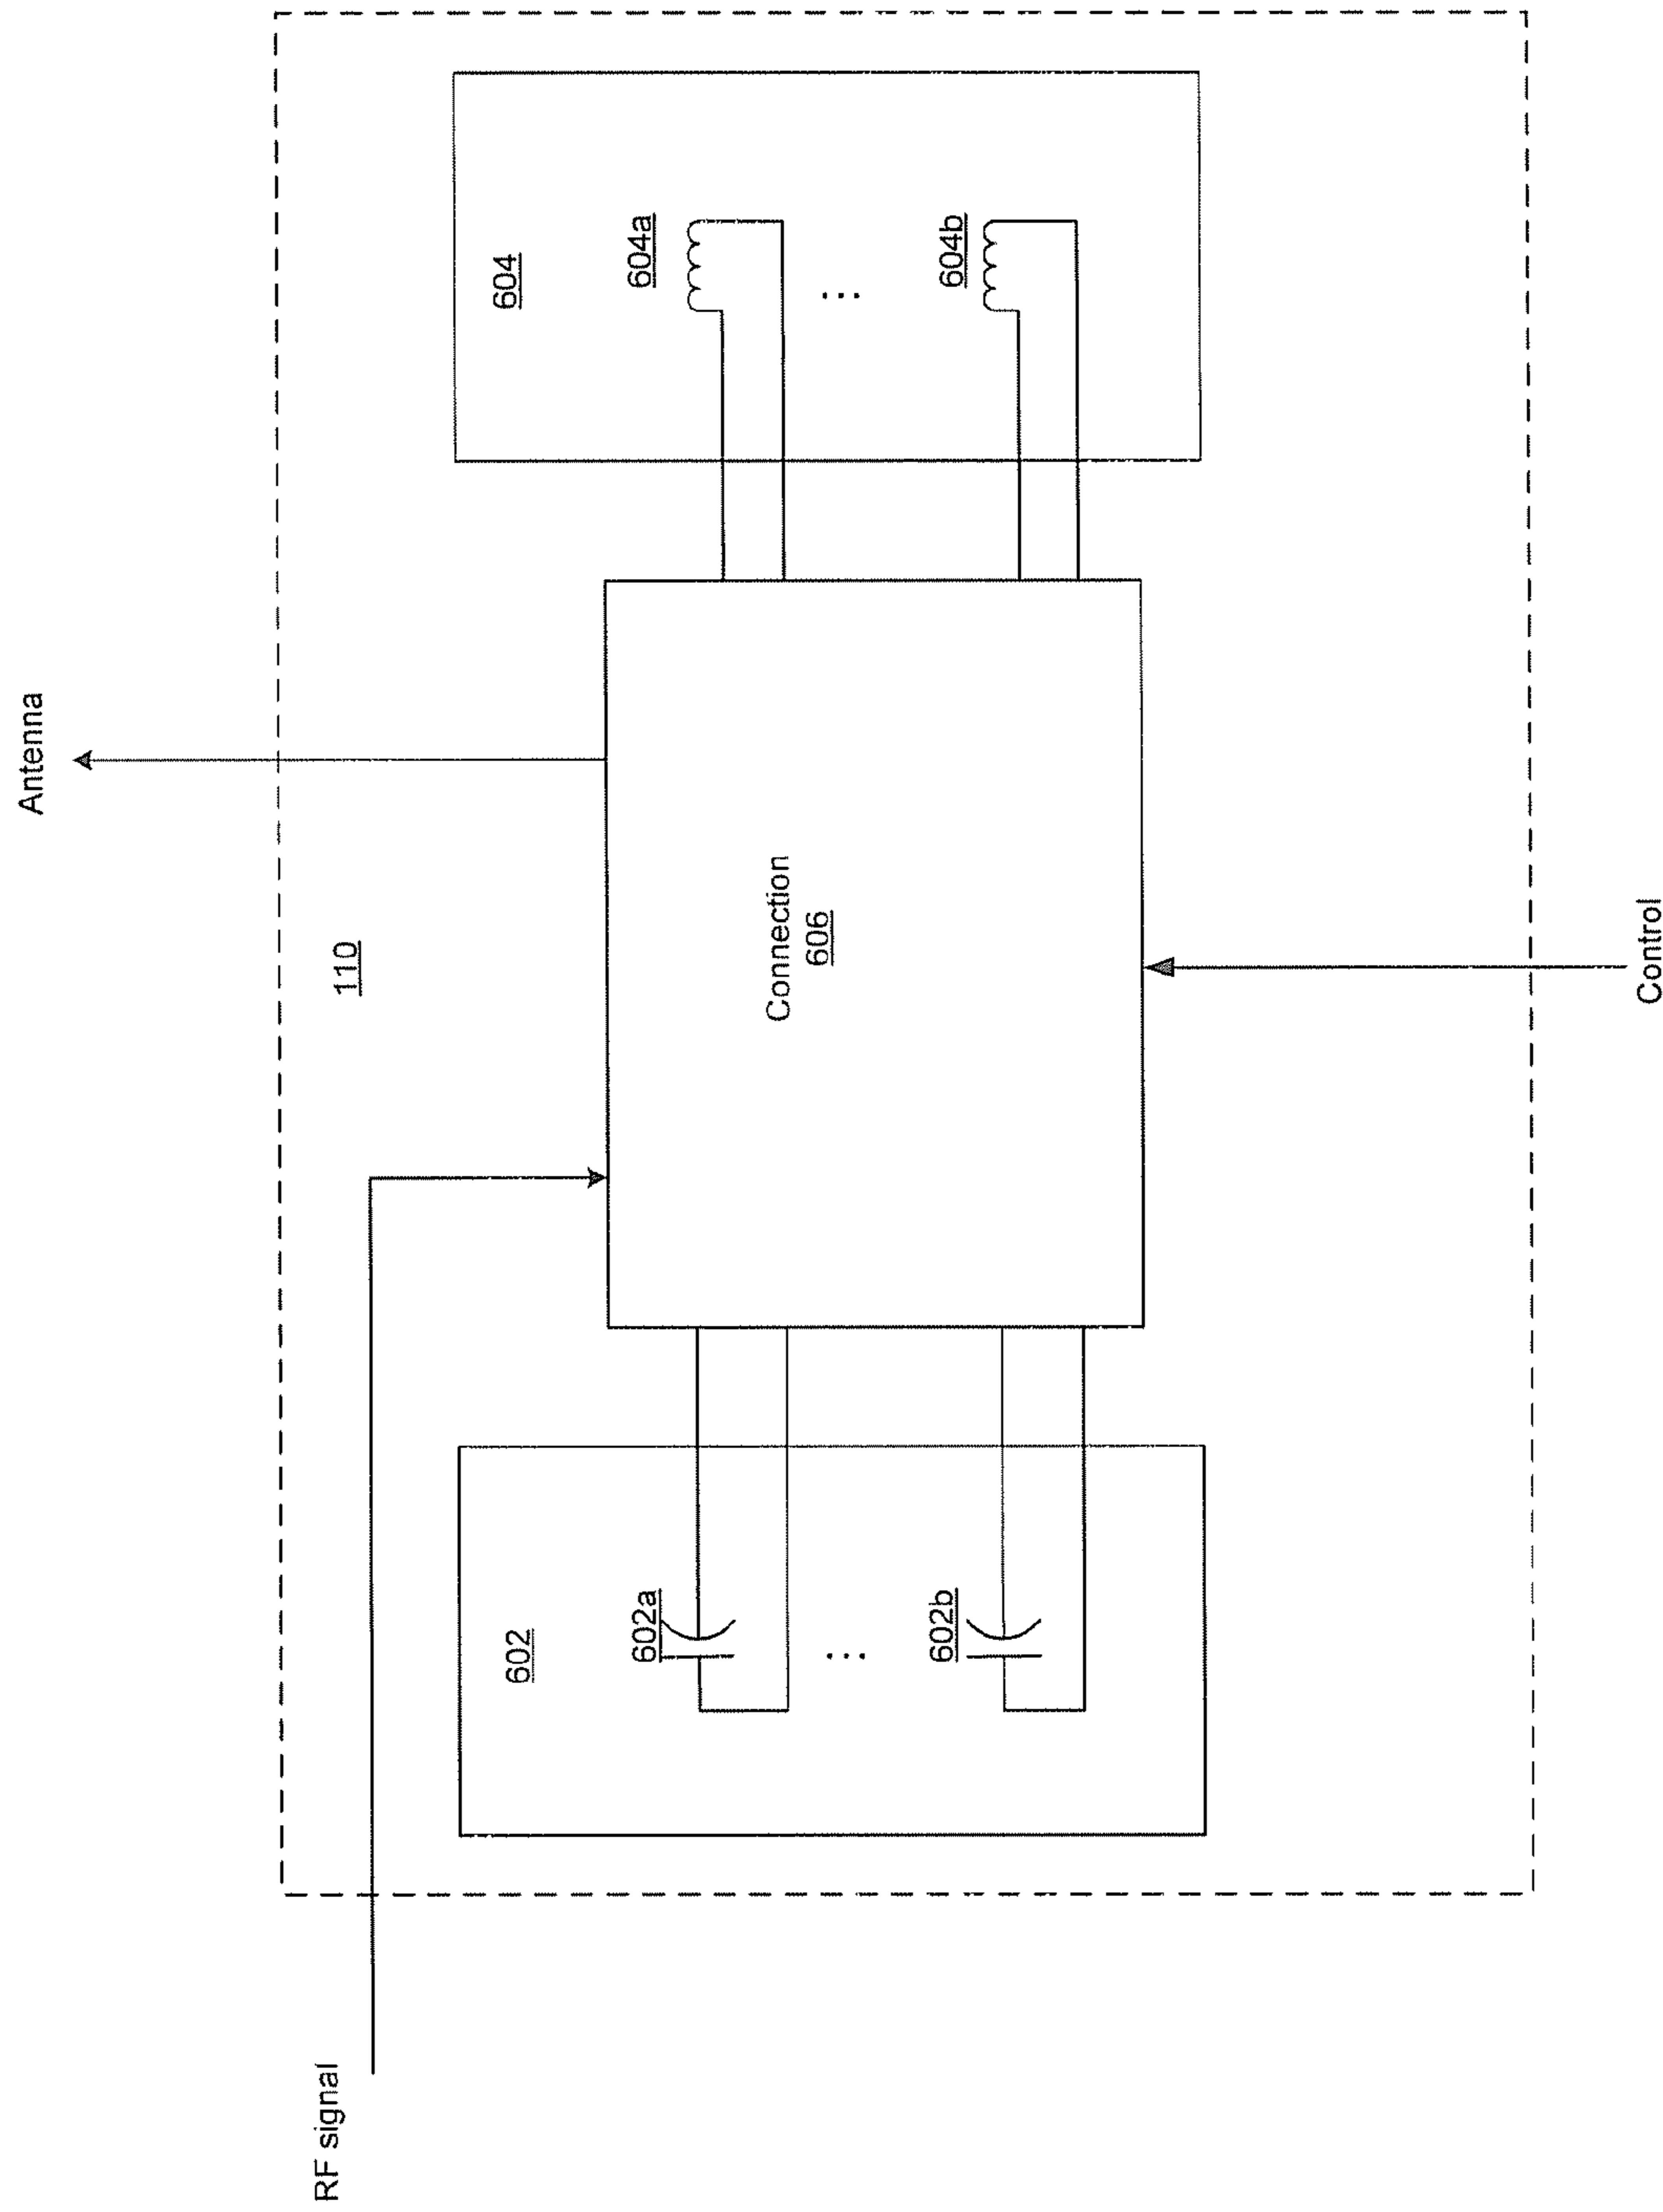 Antenna
RF signal
110
602
602a
...
602b
Connection
606
604
604a
...
604b
Control